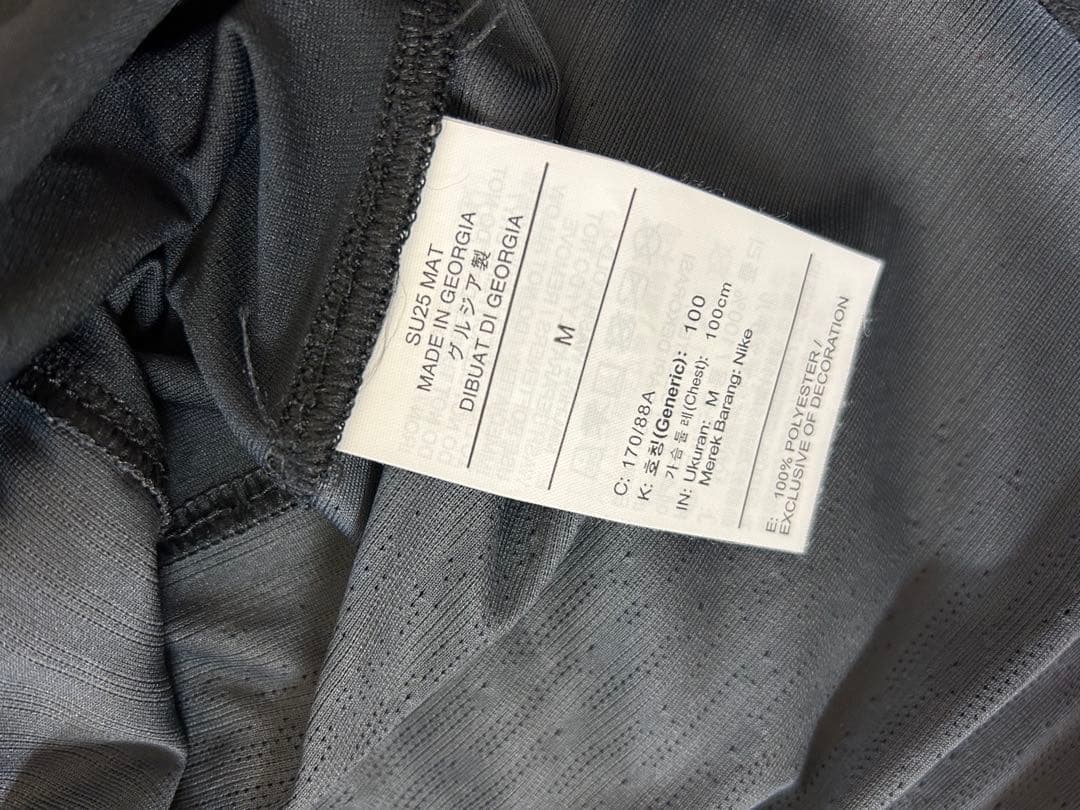 SU25 MAT
MADE IN GEORGIA
グルジア製
DIBUAT DI GEORGIA
M
C: 170/88A
K: 호칭(Generic): 100
가슴둘레(Chest): 100cm
IN: Ukuran: M
Merek Barang: Nike
E: 100% POLYESTER/
EXCLUSIVE OF DECORATION